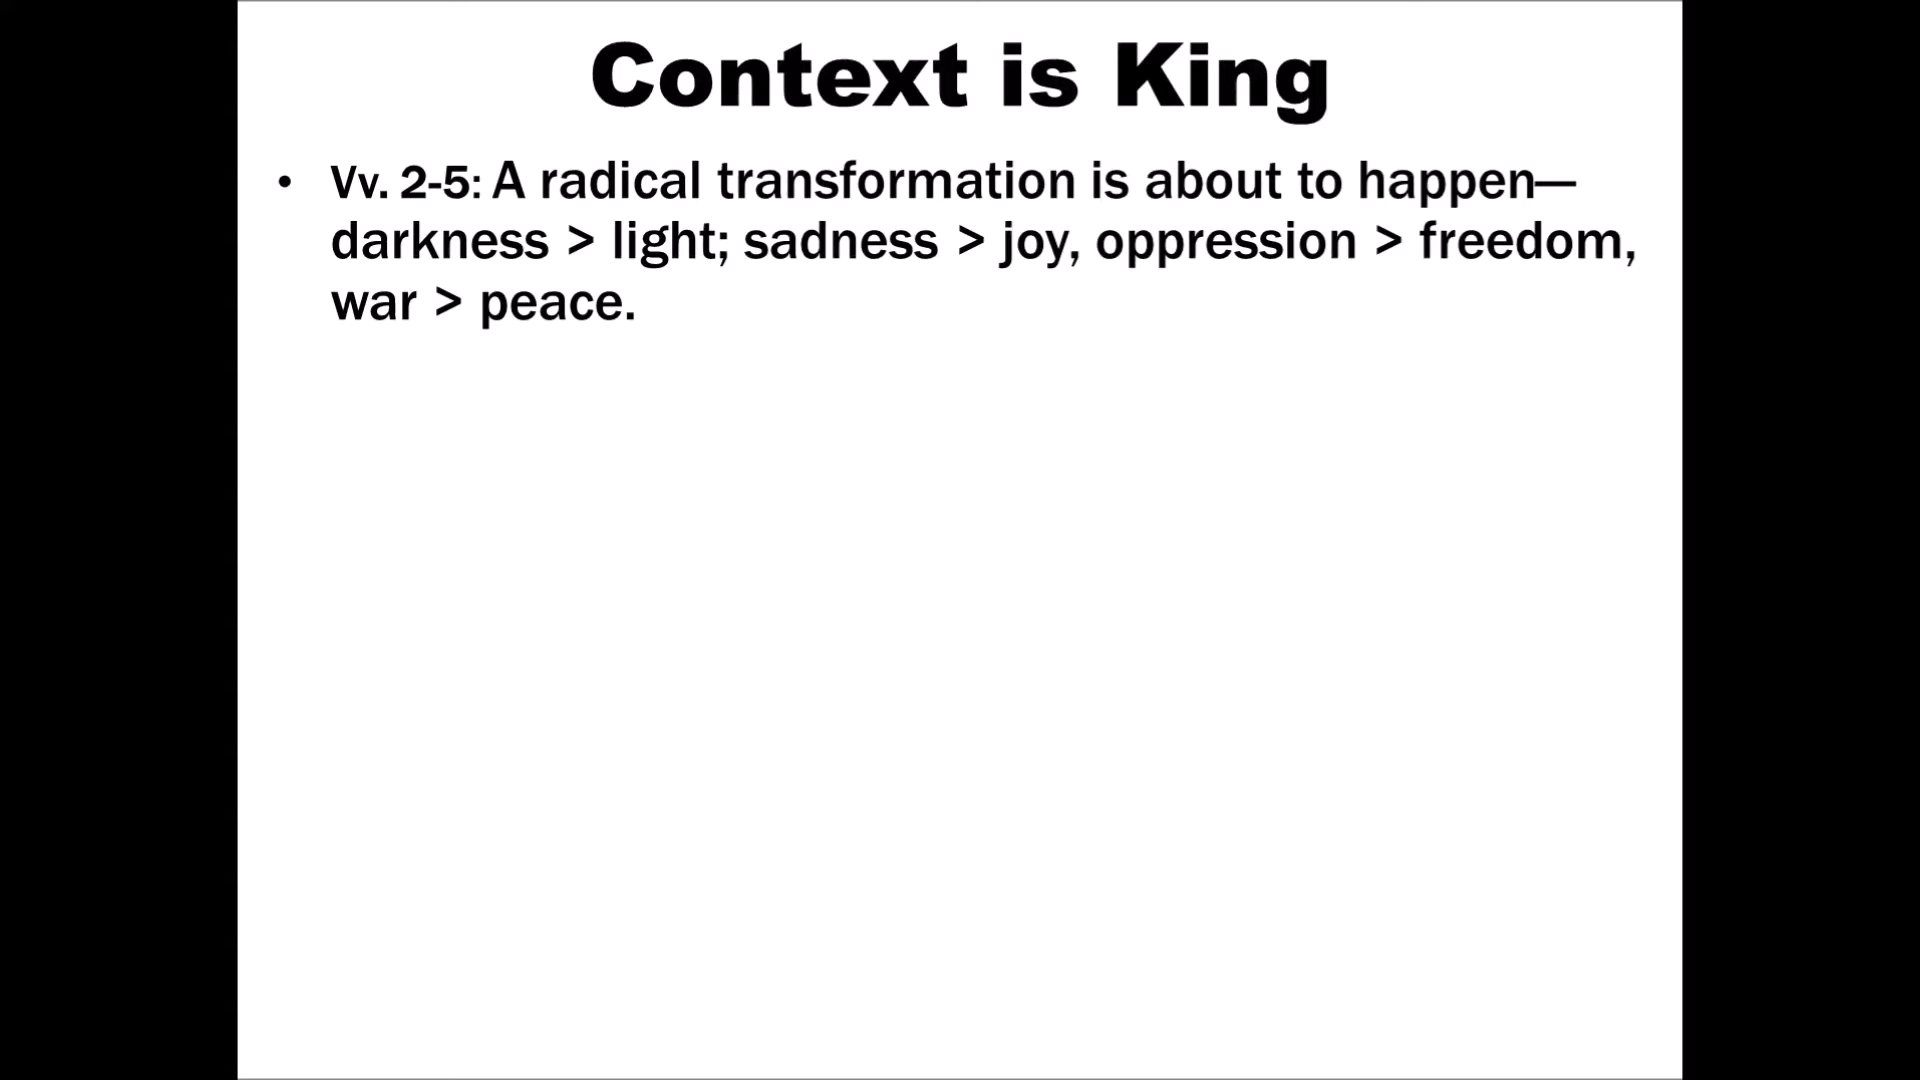 Context is King
• Vv. 2-5: A radical transformation is about to happen—
darkness > light; sadness > joy, oppression > freedom,
war > peace.